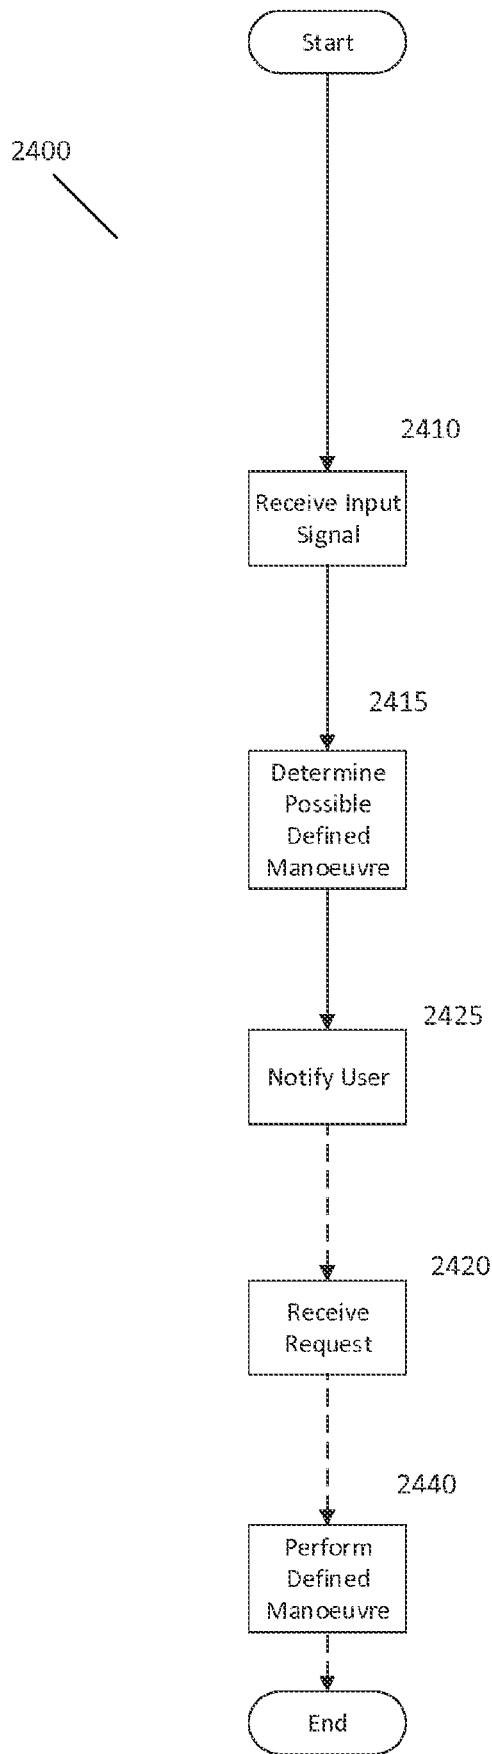 Start
2400
2410
Receive Input
Signal
2415
Determine
Possible
Defined
Manoeuvre
2425
Notify User
2420
Receive
Request
2440
Perform
Defined
Manoeuvre
End